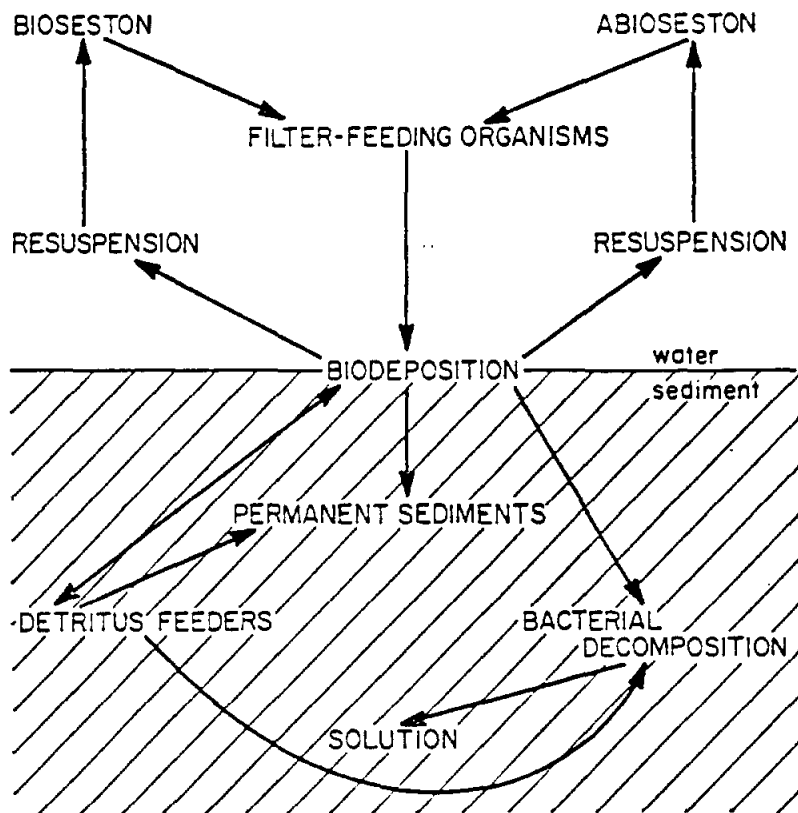 BIOSESTON
ABIOSESTON
FILTER-FEEDING ORGANISMS
RESUSPENSION
RESUSPENSION
BIODEPOSITION
water
sediment
PERMANENT SEDIMENTS
DETRITUS FEEDERS
BACTERIAL
DECOMPOSITION
SOLUTION